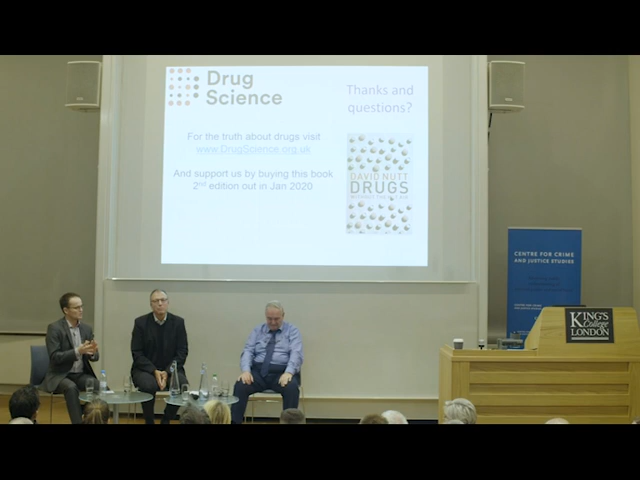 Drug
Science
Thanks and
questions?
For the truth about drugs visit
www.DrugScience.org.uk
And support us by buying this book
2nd edition out in Jan 2020
DAVID NUTT
DRUGS
CENTRE FOR CRIME
AND JUSTICE STUDIES
KING'S
College
LONDON